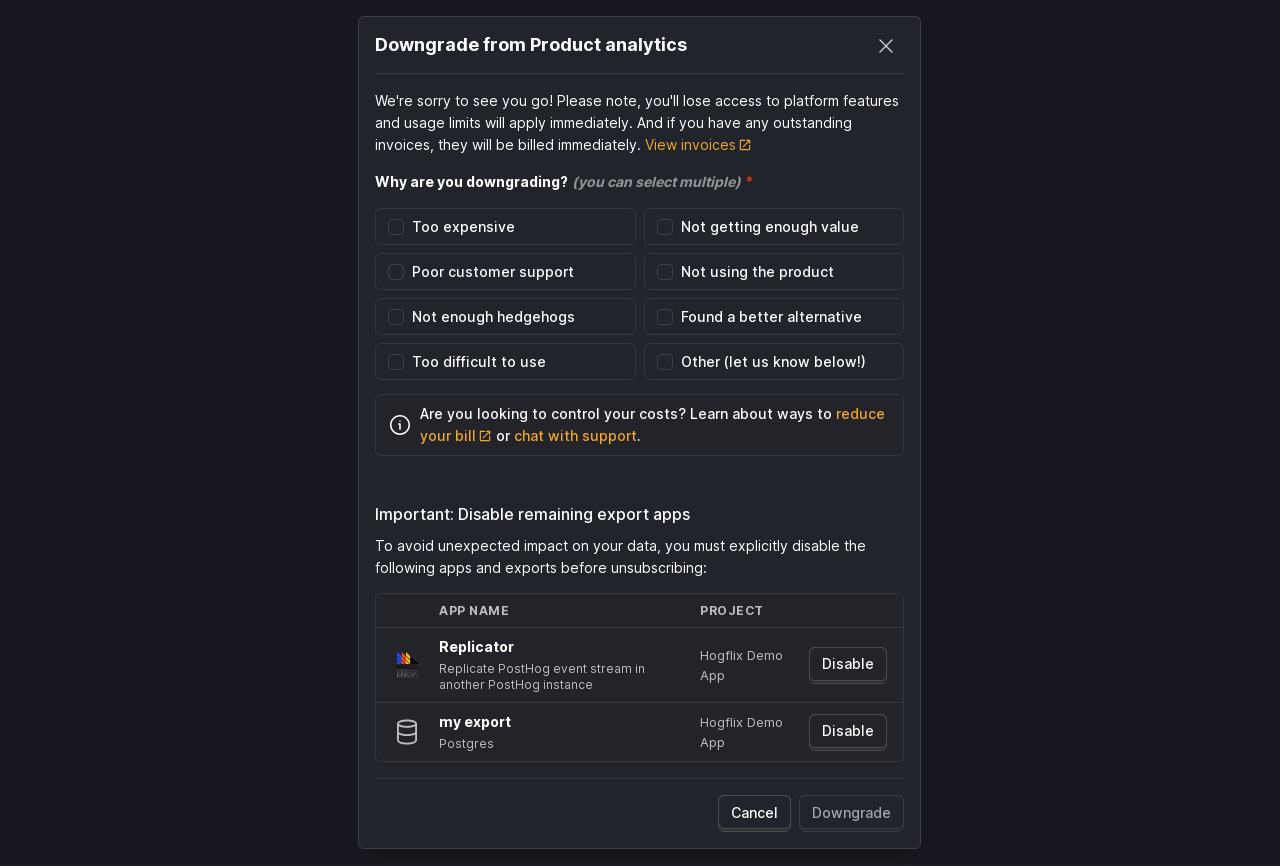 Downgrade from Product analytics
We're sorry to see you go! Please note, you'll lose access to platform features
and usage limits will apply immediately. And if you have any outstanding
invoices, they will be billed immediately. View invoices
Why are you downgrading? (you can select multiple) *
Too expensive
Not getting enough value
Poor customer support
Not using the product
Not enough hedgehogs
Found a better alternative
Too difficult to use
Other (let us know below!)
Are you looking to control your costs? Learn about ways to reduce
your bill or chat with support.
Important: Disable remaining export apps
To avoid unexpected impact on your data, you must explicitly disable the
following apps and exports before unsubscribing:
APP NAME
PROJECT
Replicator
Replicate PostHog event stream in
another PostHog instance
Hogflix Demo
App
Disable
my export
Postgres
Hogflix Demo
App
Disable
Cancel
Downgrade